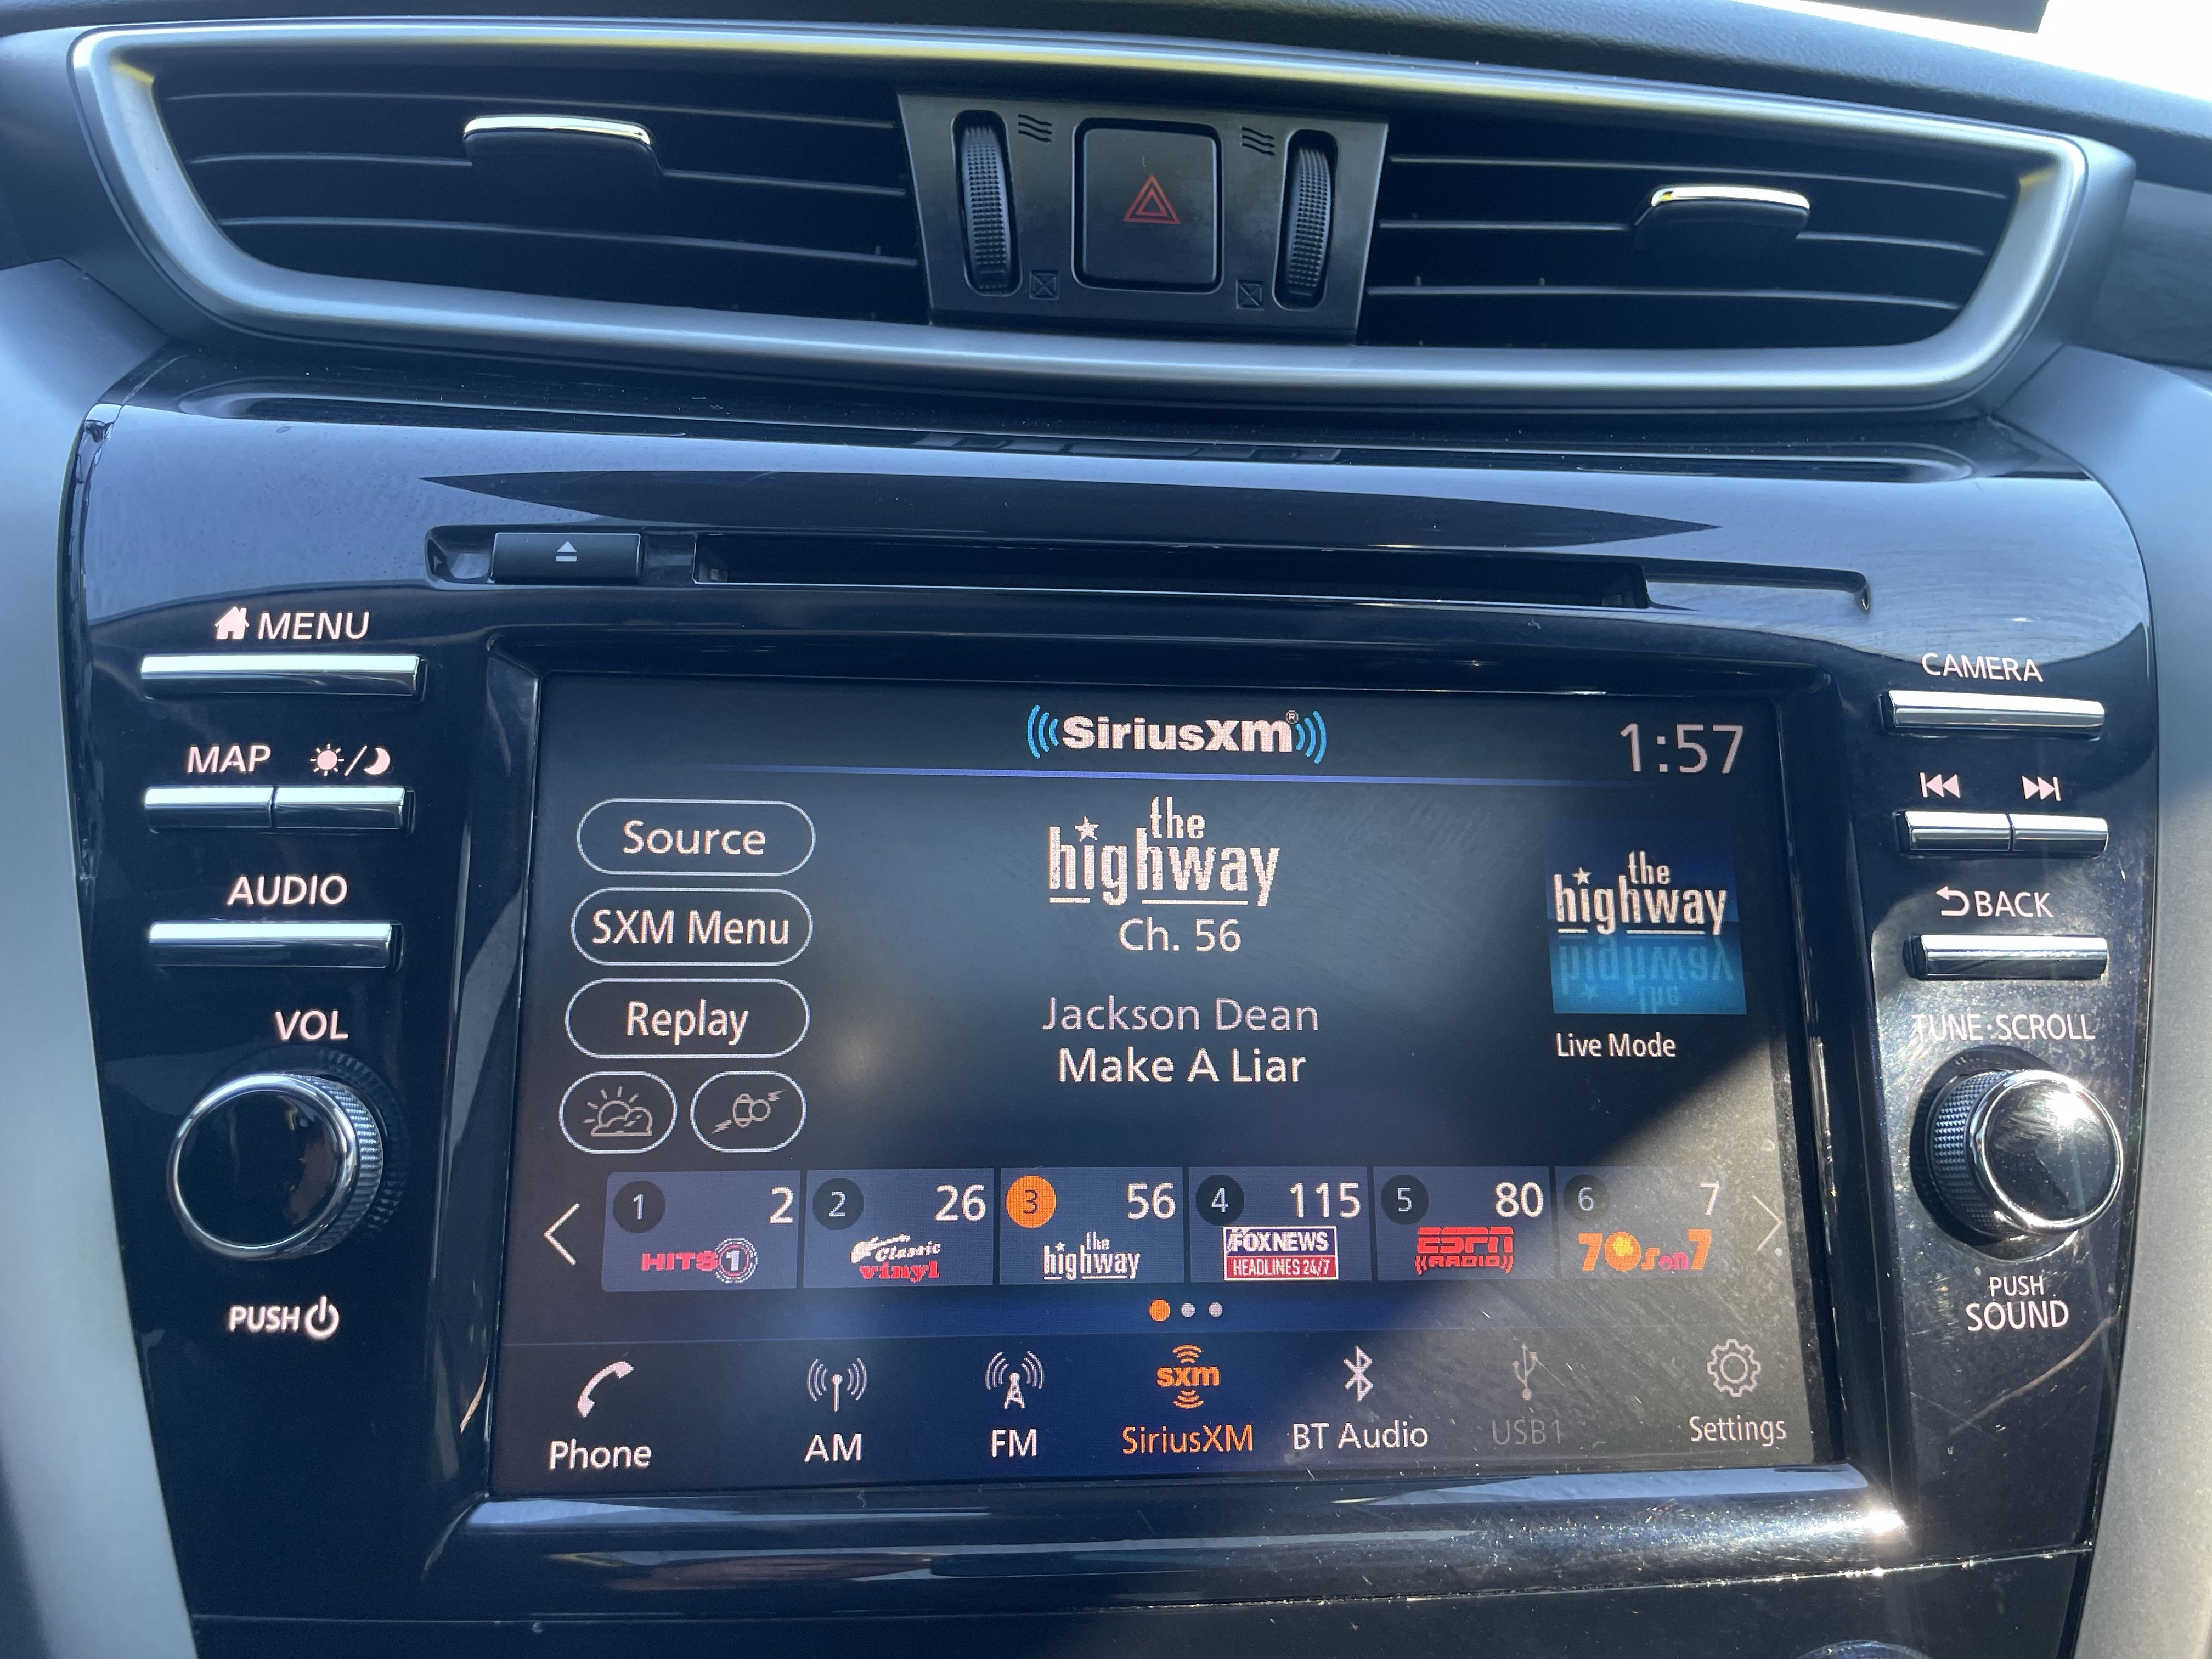 MENU
MAP
AUDIO
VOL
PUSH
SiriusXM®
1:57
Source
SXM Menu
Replay
the
highway
Ch. 56
Jackson Dean
Make A Liar
the
highway
Live Mode
1 2
HITS 1
2 26
Classic
vinyl
3 56
the
highway
4 115
FOX NEWS
HEADLINES 24/7
5 80
ESPN
RADIO
6 7
70s on 7
Phone
AM
FM
sxm
SiriusXM
BT Audio
USB1
Settings
CAMERA
BACK
TUNE·SCROLL
PUSH
SOUND